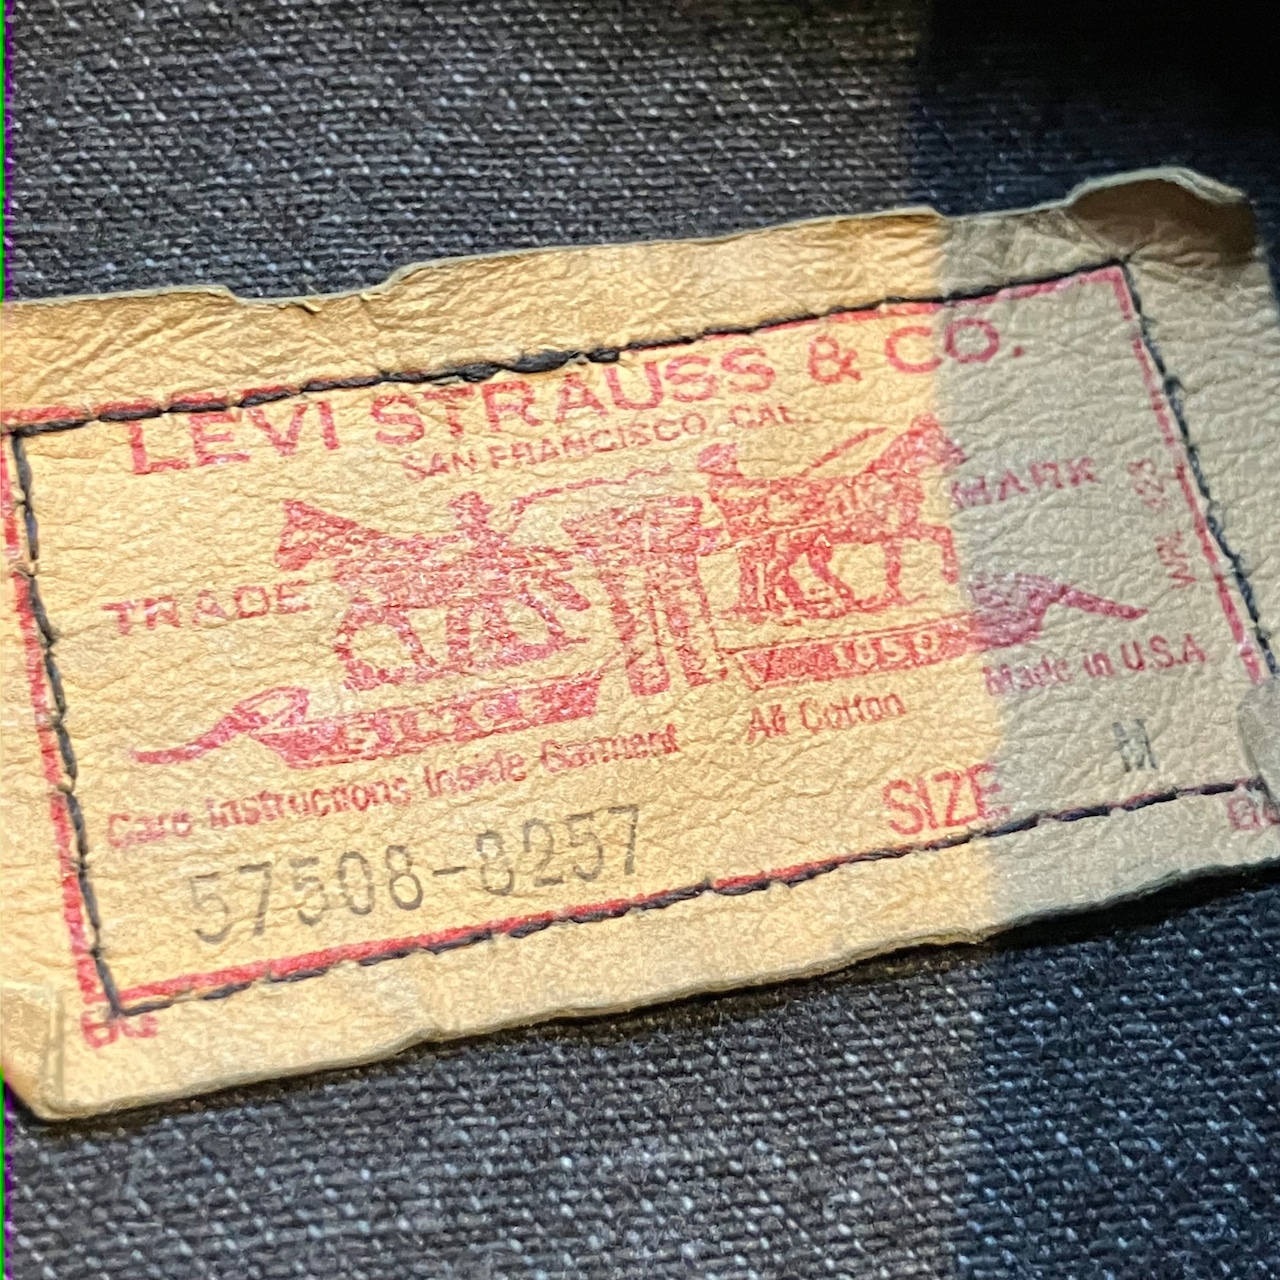 LEVI STRAUSS & CO.
SAN FRANCISCO, CAL.
TRADE MARK
1850
Made in U.S.A
All Cotton
Care Instructions Inside Garment
SIZE M
57508-8257